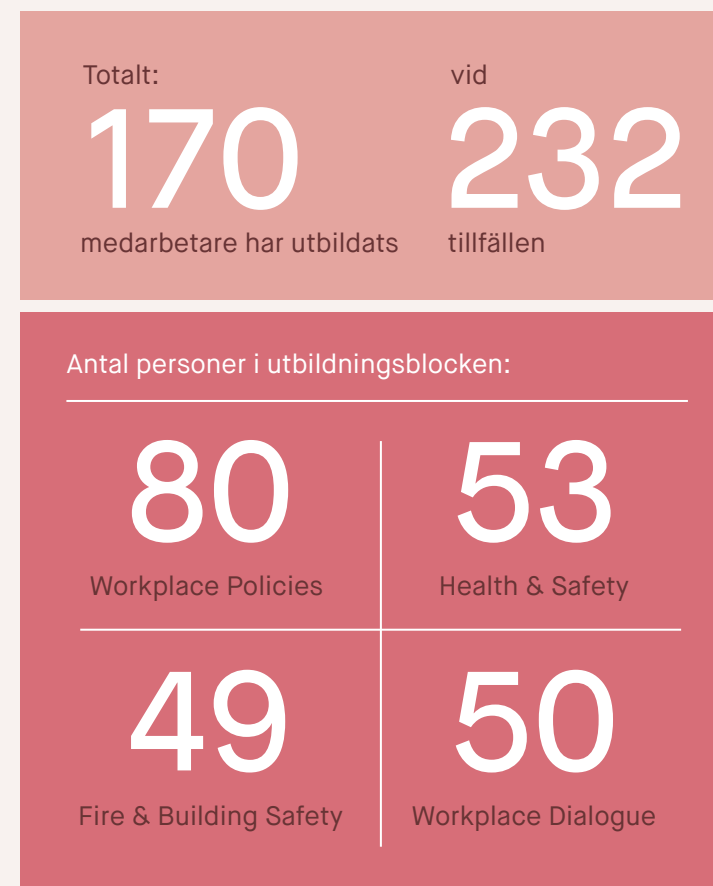 Totalt:
170
medarbetare har utbildats
vid
232
tillfällen
Antal personer i utbildningsblocken:
80
Workplace Policies
53
Health & Safety
49
Fire & Building Safety
50
Workplace Dialogue